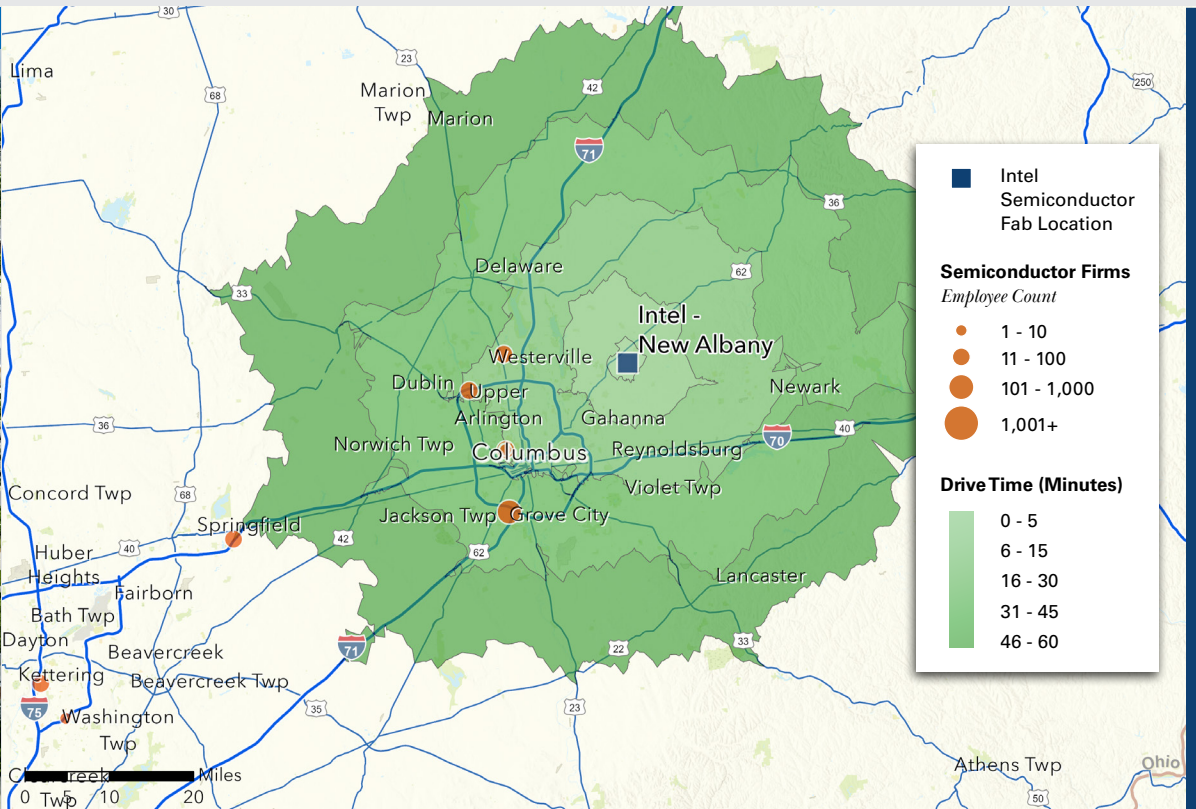 30
Lima
23
68
Marion
Twp
Marion
42
250
71
36
Delaware
62
33
Intel -
New Albany
Westerville
Dublin
Upper
Arlington
Newark
Gahanna
36
Norwich Twp
Columbus
Reynoldsburg
70
40
Concord Twp
68
Violet Twp
Springfield
Jackson Twp
Grove City
40
42
62
Huber
Heights
Fairborn
Lancaster
Bath Twp
Dayton
Beavercreek
71
22
33
Kettering
Beavercreek Twp
75
Washington
Twp
35
23
Clearcreek
Twp
Miles
0 5 10 20
Athens Twp
Ohio
50
Intel
Semiconductor
Fab Location
Semiconductor Firms
Employee Count
1 - 10
11 - 100
101 - 1,000
1,001+
Drive Time (Minutes)
0 - 5
6 - 15
16 - 30
31 - 45
46 - 60